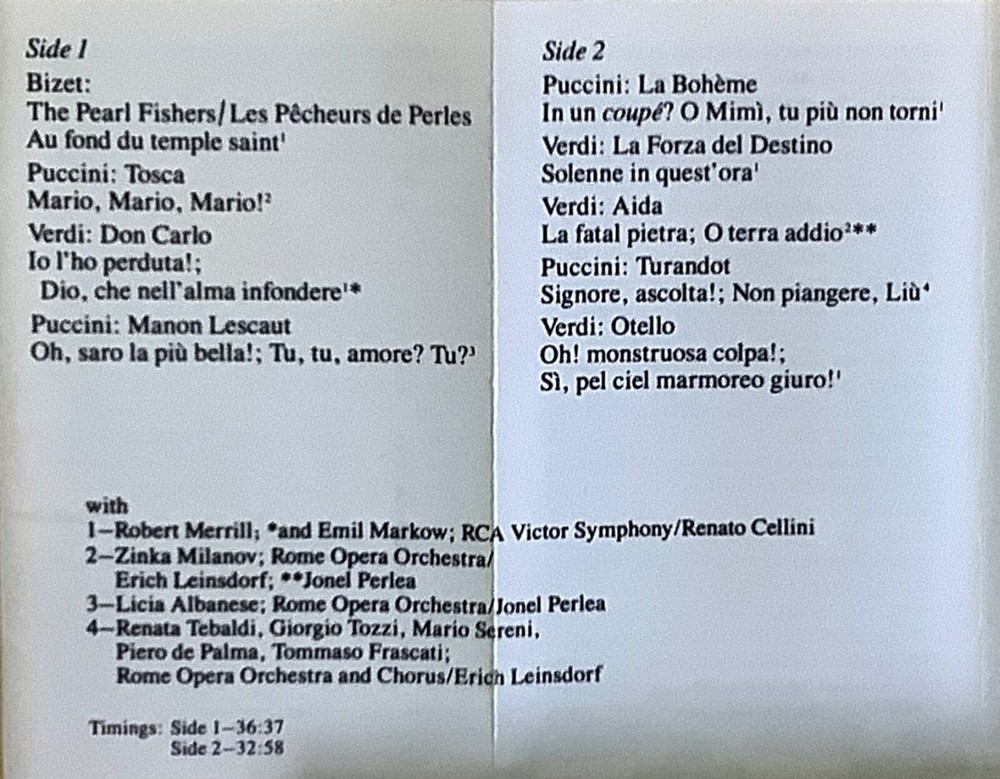 Side 1
Bizet:
The Pearl Fishers/Les Pêcheurs de Perles
Au fond du temple saint¹
Puccini: Tosca
Mario, Mario, Mario!²
Verdi: Don Carlo
Io l'ho perduta!;
Dio, che nell'alma infondere¹*
Puccini: Manon Lescaut
Oh, saro la più bella!; Tu, tu, amore? Tu?³
Side 2
Puccini: La Bohème
In un coupé? O Mimì, tu più non torni¹
Verdi: La Forza del Destino
Solenne in quest'ora¹
Verdi: Aida
La fatal pietra; O terra addio²**
Puccini: Turandot
Signore, ascolta!; Non piangere, Liù⁴
Verdi: Otello
Oh! monstruosa colpa!;
Sì, pel ciel marmoreo giuro!¹
with
1–Robert Merrill; *and Emil Markow; RCA Victor Symphony/Renato Cellini
2–Zinka Milanov; Rome Opera Orchestra/
Erich Leinsdorf; **Jonel Perlea
3–Licia Albanese; Rome Opera Orchestra/Jonel Perlea
4–Renata Tebaldi, Giorgio Tozzi, Mario Sereni,
Piero de Palma, Tommaso Frascati;
Rome Opera Orchestra and Chorus/Erich Leinsdorf
Timings: Side 1–36:37
Side 2–32:58